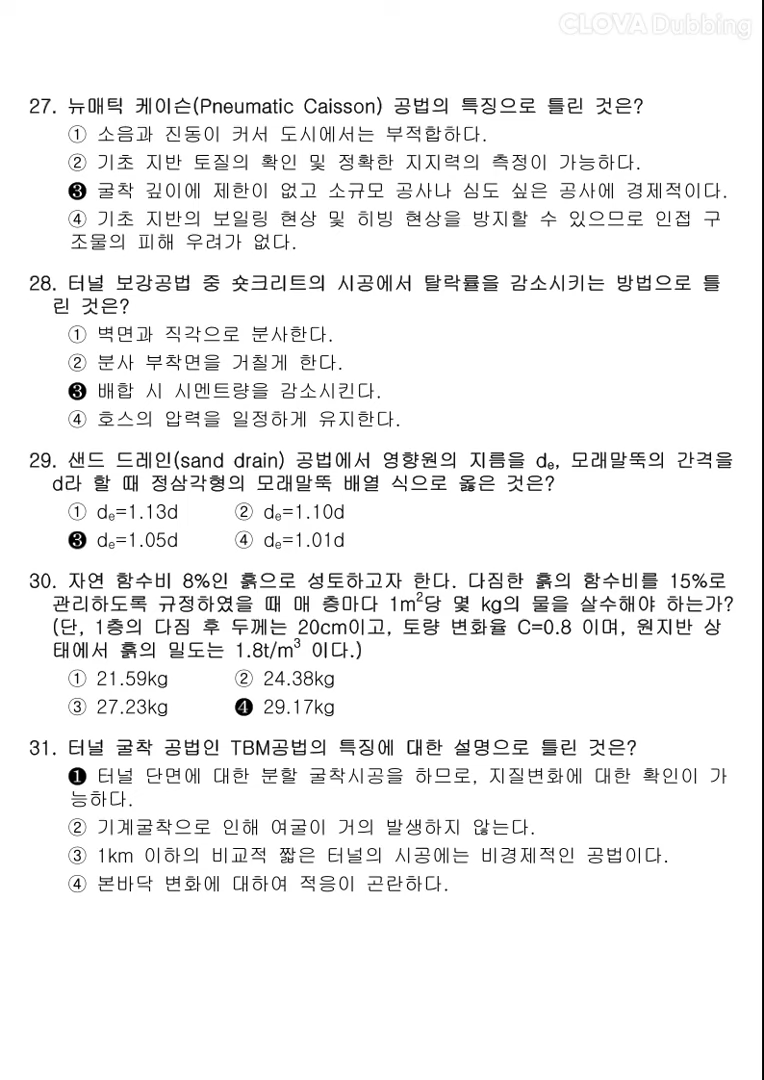 CLOVA Dubbing
27. 뉴매틱 케이슨(Pneumatic Caisson) 공법의 특징으로 틀린 것은?
① 소음과 진동이 커서 도시에서는 부적합하다.
② 기초 지반 토질의 확인 및 정확한 지지력의 측정이 가능하다.
❸ 굴착 깊이에 제한이 없고 소규모 공사나 심도 싶은 공사에 경제적이다.
④ 기초 지반의 보일링 현상 및 히빙 현상을 방지할 수 있으므로 인접 구
조물의 피해 우려가 없다.
28. 터널 보강공법 중 숏크리트의 시공에서 탈락률을 감소시키는 방법으로 틀
린 것은?
① 벽면과 직각으로 분사한다.
② 분사 부착면을 거칠게 한다.
❸ 배합 시 시멘트량을 감소시킨다.
④ 호스의 압력을 일정하게 유지한다.
29. 샌드 드레인(sand drain) 공법에서 영향원의 지름을 dₑ, 모래말뚝의 간격을
d라 할 때 정삼각형의 모래말뚝 배열 식으로 옳은 것은?
① dₑ=1.13d ② dₑ=1.10d
❸ dₑ=1.05d ④ dₑ=1.01d
30. 자연 함수비 8%인 흙으로 성토하고자 한다. 다짐한 흙의 함수비를 15%로
관리하도록 규정하였을 때 매 층마다 1m²당 몇 kg의 물을 살수해야 하는가?
(단, 1층의 다짐 후 두께는 20cm이고, 토량 변화율 C=0.8 이며, 원지반 상
태에서 흙의 밀도는 1.8t/m³ 이다.)
① 21.59kg ② 24.38kg
③ 27.23kg ❹ 29.17kg
31. 터널 굴착 공법인 TBM공법의 특징에 대한 설명으로 틀린 것은?
❶ 터널 단면에 대한 분할 굴착시공을 하므로, 지질변화에 대한 확인이 가
능하다.
② 기계굴착으로 인해 여굴이 거의 발생하지 않는다.
③ 1km 이하의 비교적 짧은 터널의 시공에는 비경제적인 공법이다.
④ 본바닥 변화에 대하여 적응이 곤란하다.